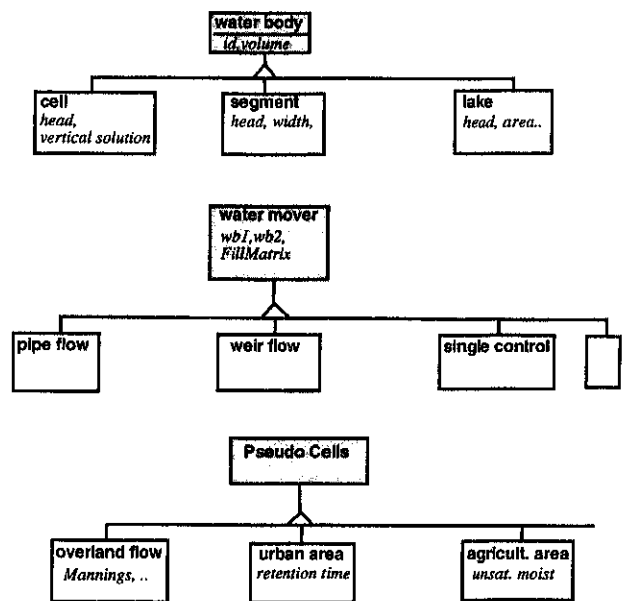 water body
id,volume
cell
head,
vertical solution
segment
head, width,
lake
head, area..
water mover
wb1,wb2,
FillMatrix
pipe flow
weir flow
single control
Pseudo Cells
overland flow
Mannings, ..
urban area
retention time
agricult. area
unsat. moist